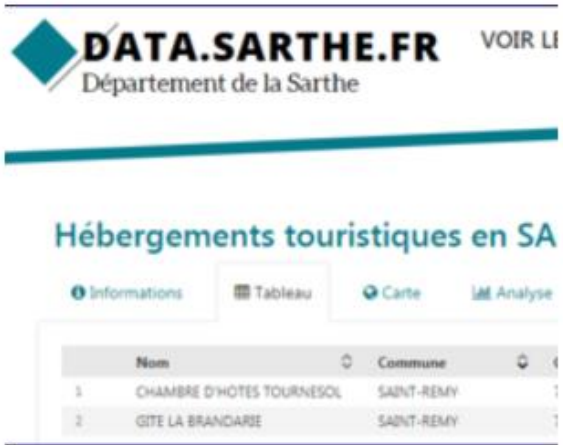 DATA.SARTHE.FR VOIR LE
Département de la Sarthe
Hébergements touristiques en SA
Informations Tableau Carte Analyse
Nom Commune
1 CHAMBRE D'HOTES TOURNESOL SAINT-REMY
2 GITE LA BRANDARIE SAINT-REMY